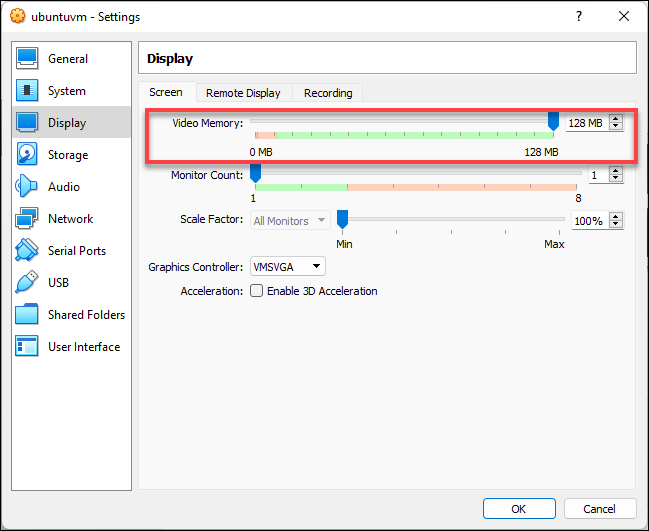 ubuntuvm - Settings
?
General
System
Display
Storage
Audio
Network
Serial Ports
USB
Shared Folders
User Interface
Display
Screen Remote Display Recording
Video Memory: 128 MB
0 MB 128 MB
Monitor Count: 1
1 8
Scale Factor: All Monitors 100%
Min Max
Graphics Controller: VMSVGA
Acceleration: Enable 3D Acceleration
OK Cancel